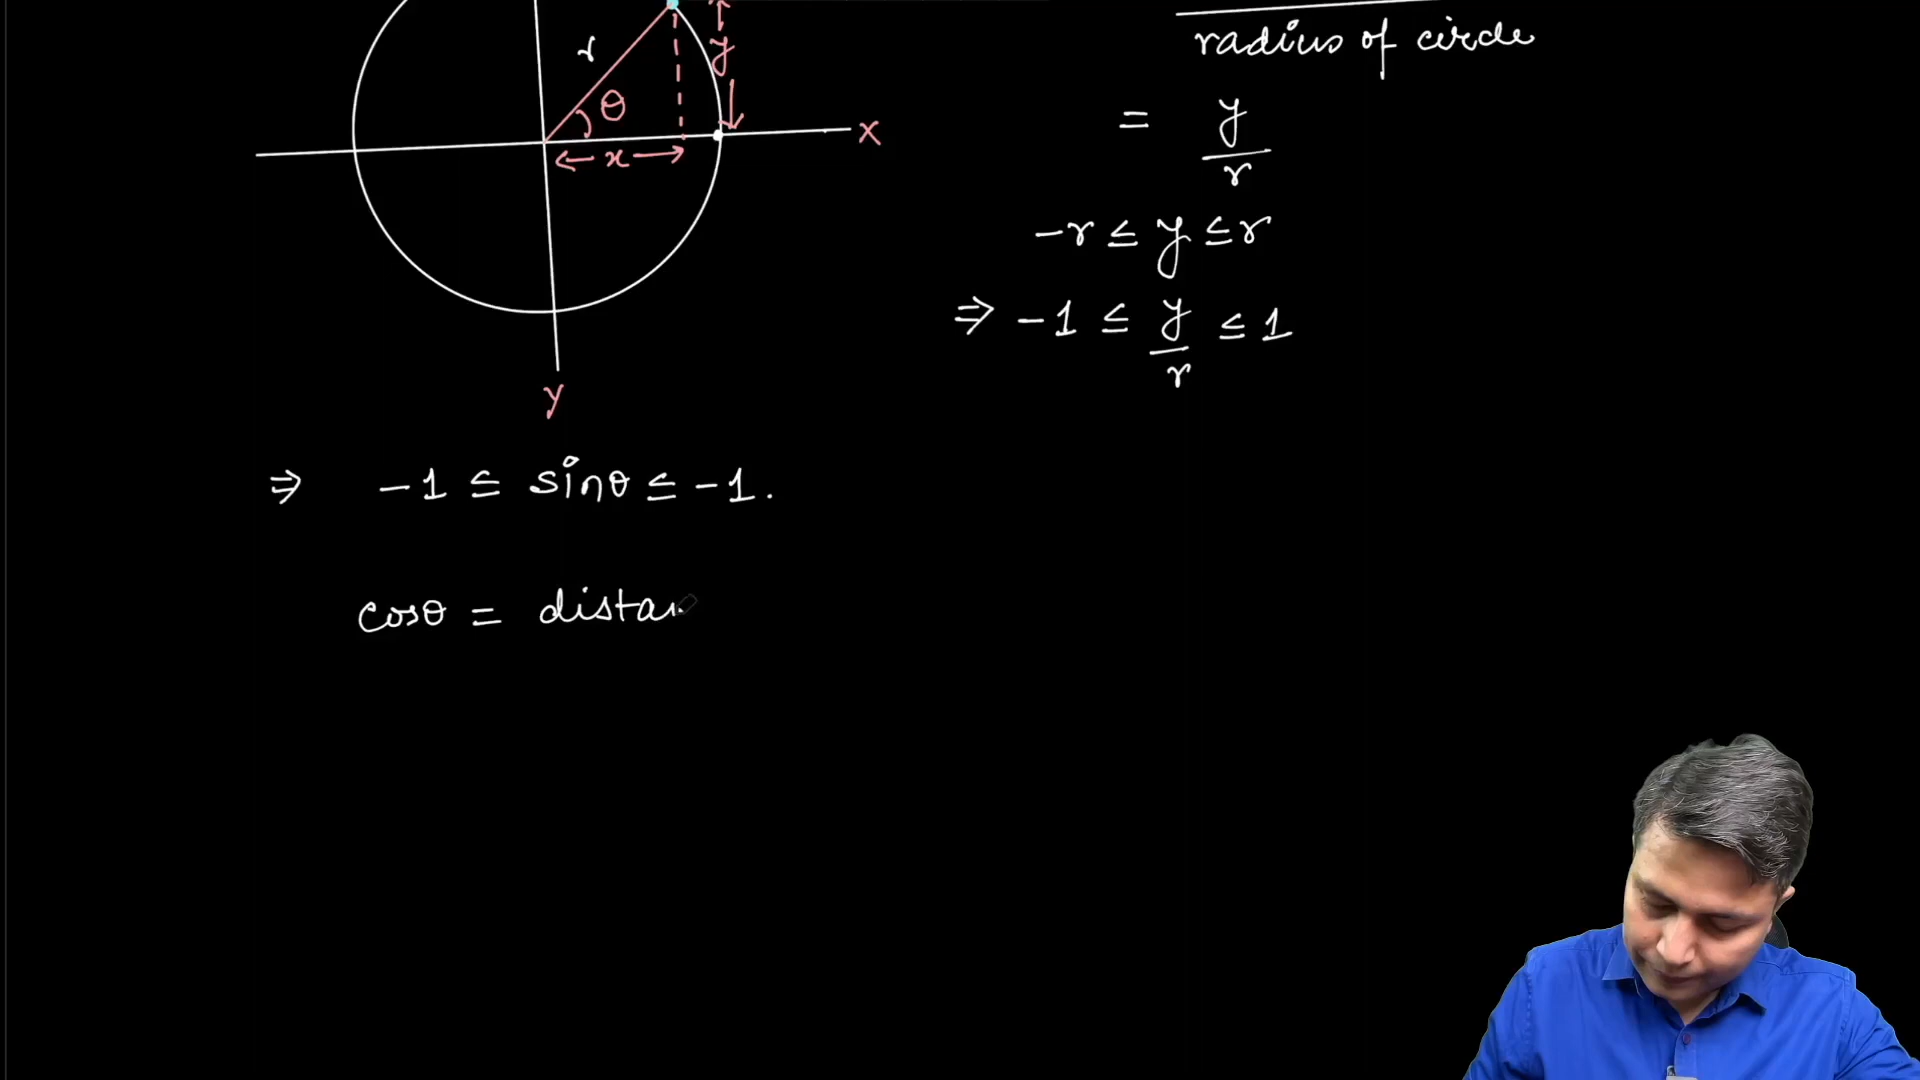 r
y
θ
x
X
y
radius of circle
= y
r
-r ≤ y ≤ r
⇒ -1 ≤ y ≤ 1
r
⇒ -1 ≤ sinθ ≤ -1.
cosθ = distan